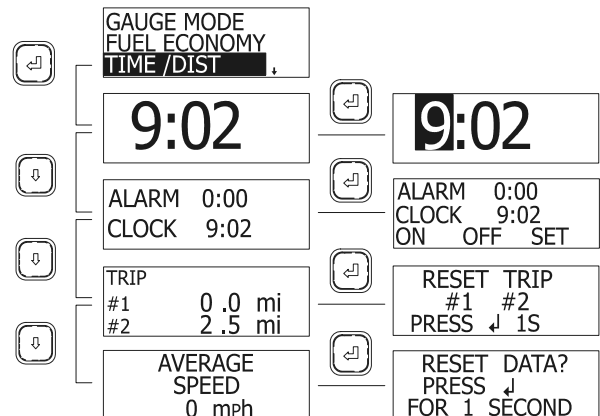 GAUGE MODE
FUEL ECONOMY
TIME /DIST
9:02
9:02
ALARM 0:00
CLOCK 9:02
ALARM 0:00
CLOCK 9:02
ON OFF SET
TRIP
#1 0.0 mi
#2 2.5 mi
RESET TRIP
#1 #2
PRESS ↲ 1S
AVERAGE
SPEED
0 mph
RESET DATA?
PRESS ↲
FOR 1 SECOND